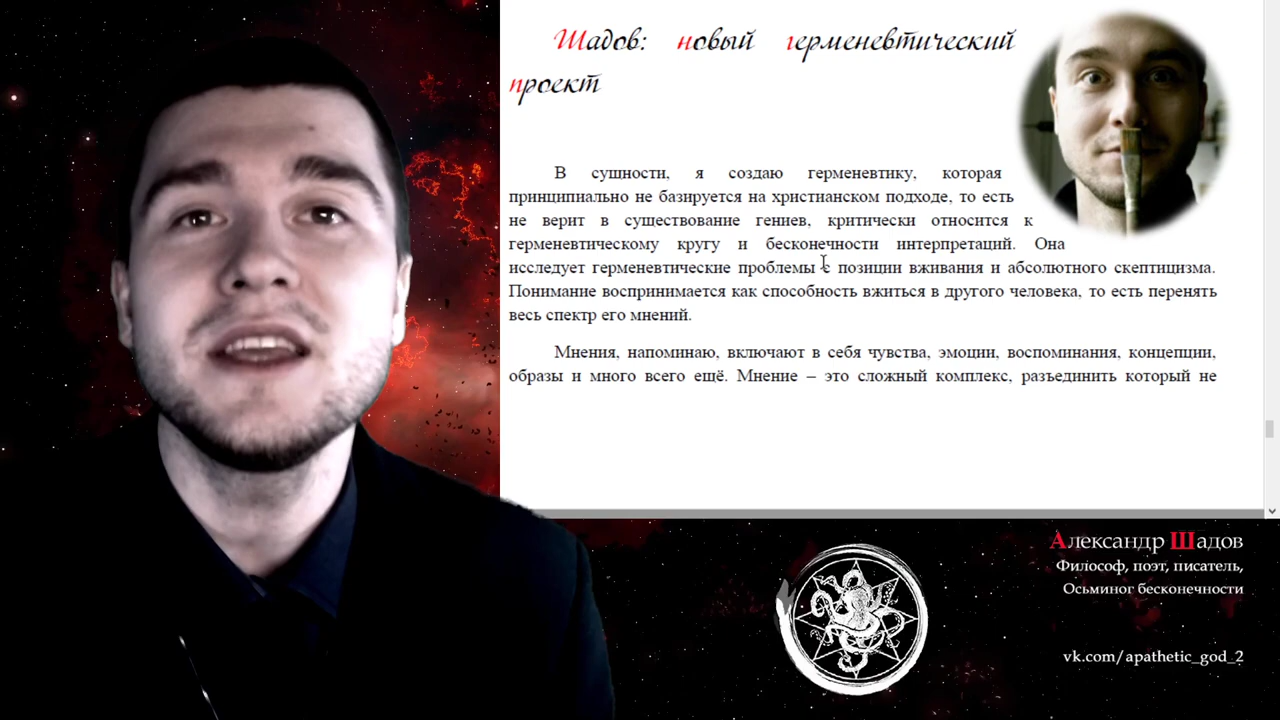 Шадов: новый герменевтический
проект
В сущности, я создаю герменевтику, которая
принципиально не базируется на христианском подходе, то есть
не верит в существование гениев, критически относится к
герменевтическому кругу и бесконечности интерпретаций. Она
исследует герменевтические проблемы с позиции вживания и абсолютного скептицизма.
Понимание воспринимается как способность вжиться в другого человека, то есть перенять
весь спектр его мнений.
Мнения, напоминаю, включают в себя чувства, эмоции, воспоминания, концепции,
образы и много всего ещё. Мнение – это сложный комплекс, разъединить который не
Александр Шадов
Философ, поэт, писатель,
Осьминог бесконечности
vk.com/apathetic_god_2